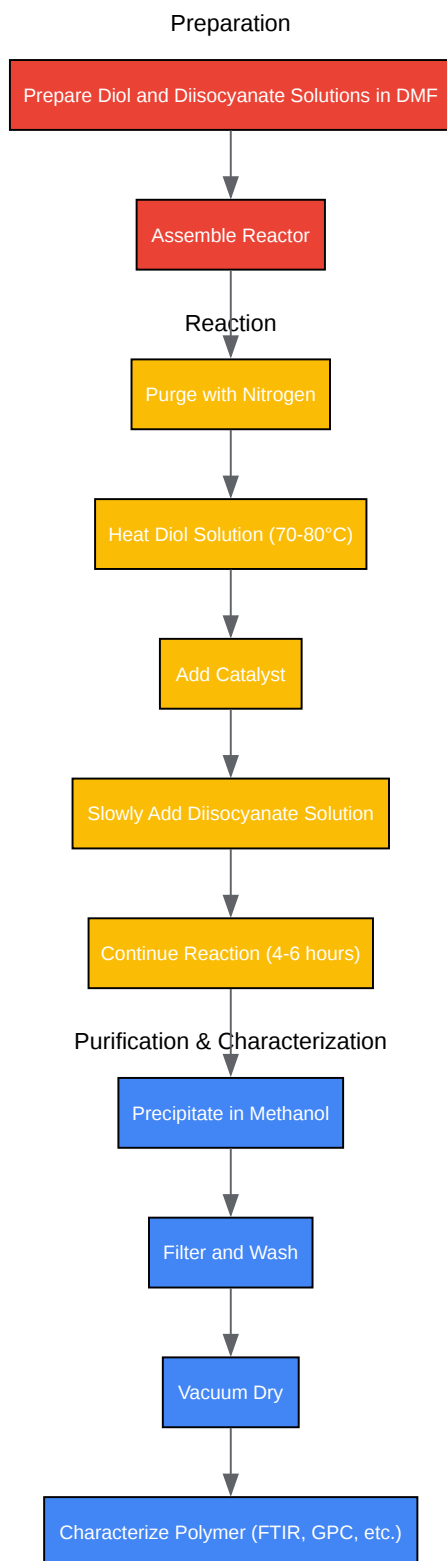 Preparation
Prepare Diol and Diisocyanate Solutions in DMF
Assemble Reactor
Reaction
Purge with Nitrogen
Heat Diol Solution (70-80°C)
Add Catalyst
Slowly Add Diisocyanate Solution
Continue Reaction (4-6 hours)
Purification & Characterization
Precipitate in Methanol
Filter and Wash
Vacuum Dry
Characterize Polymer (FTIR, GPC, etc.)